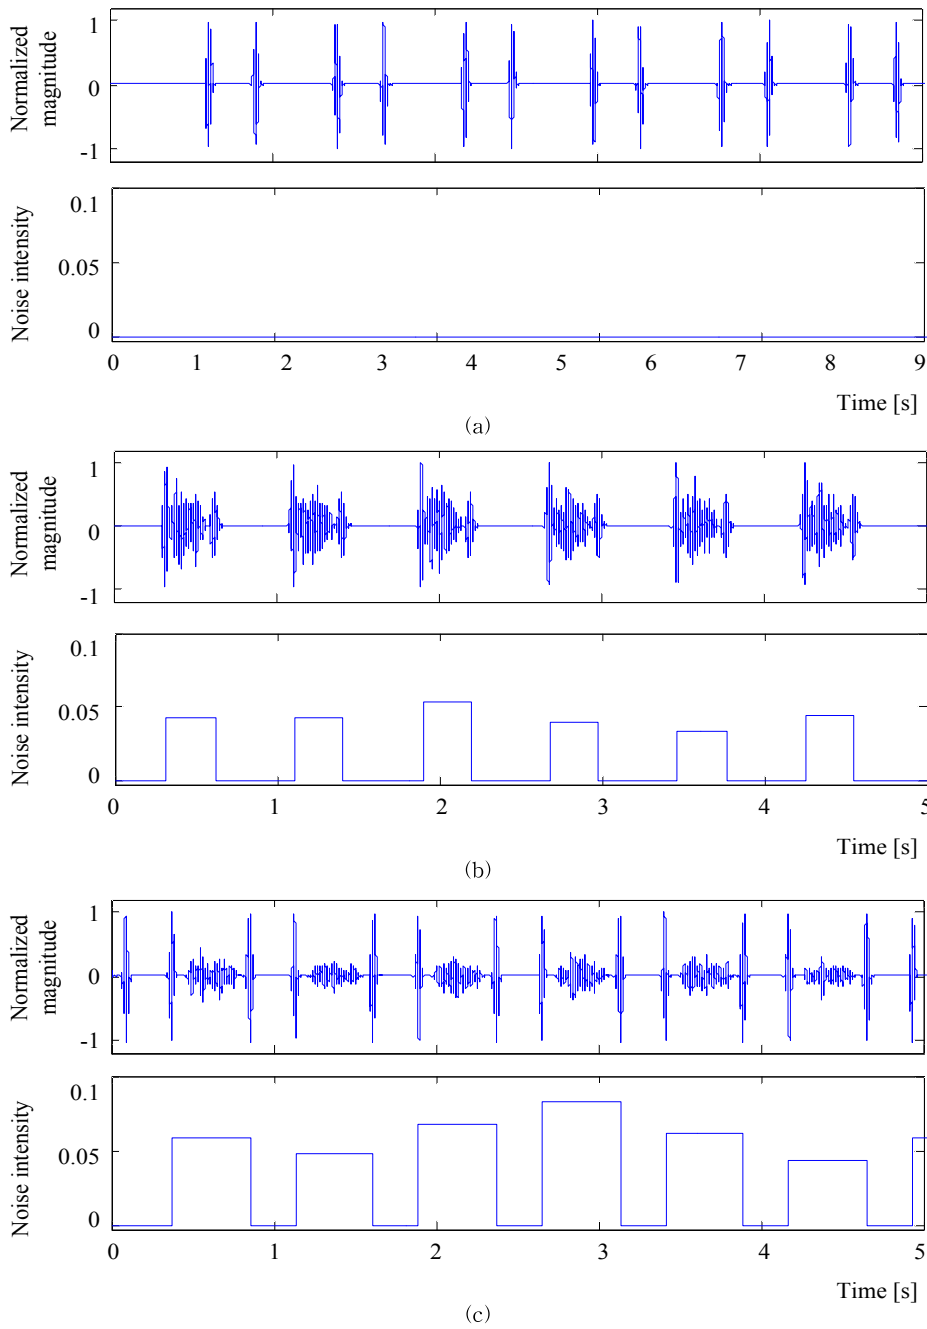 Normalized
magnitude
1
0
-1
Noise intensity
0.1
0.05
0
0 1 2 3 4 5 6 7 8 9
Time [s]
(a)
Normalized
magnitude
1
0
-1
Noise intensity
0.1
0.05
0
0 1 2 3 4 5
Time [s]
(b)
Normalized
magnitude
1
0
-1
Noise intensity
0.1
0.05
0
0 1 2 3 4 5
Time [s]
(c)